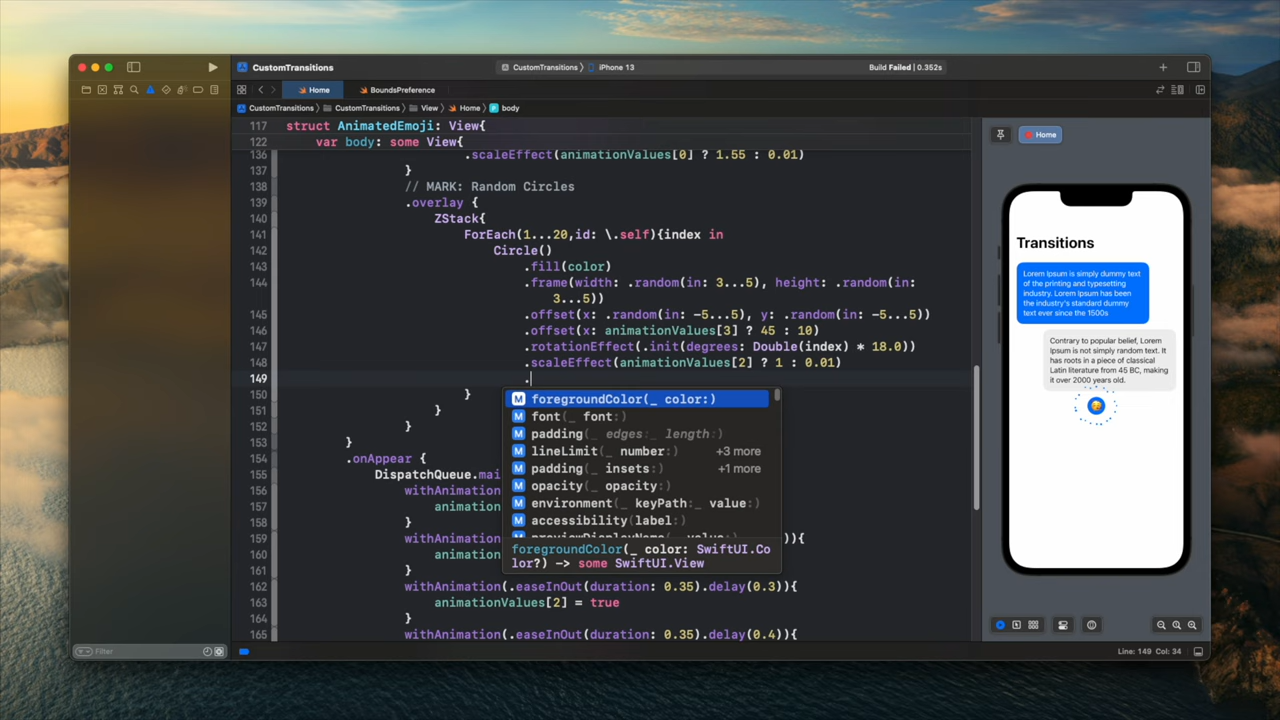 CustomTransitions
CustomTransitions 〉 iPhone 13
Build Failed | 0.352s
Home
BoundsPreference
CustomTransitions 〉 CustomTransitions 〉 View 〉 Home 〉 P body
117 struct AnimatedEmoji: View{
122 var body: some View{
136 .scaleEffect(animationValues[0] ? 1.55 : 0.01)
137 }
138 // MARK: Random Circles
139 .overlay {
140 ZStack{
141 ForEach(1...20,id: \.self){index in
142 Circle()
143 .fill(color)
144 .frame(width: .random(in: 3...5), height: .random(in:
3...5))
145 .offset(x: .random(in: -5...5), y: .random(in: -5...5))
146 .offset(x: animationValues[3] ? 45 : 10)
147 .rotationEffect(.init(degrees: Double(index) * 18.0))
148 .scaleEffect(animationValues[2] ? 1 : 0.01)
149 .
150 }
151 }
152 }
153 }
154 .onAppear {
155 DispatchQueue.mai
156 withAnimation
157 animation
158 }
159 withAnimation )){
160 animation
161 }
162 withAnimation(.easeInOut(duration: 0.35).delay(0.3)){
163 animationValues[2] = true
164 }
165 withAnimation(.easeInOut(duration: 0.35).delay(0.4)){
M foregroundColor(_ color:)
M font(_ font:)
M padding(_ edges:_ length:)
M lineLimit(_ number:) +3 more
M padding(_ insets:) +1 more
M opacity(_ opacity:)
M environment(_ keyPath:_ value:)
M accessibility(label:)
M previewDisplayName(_ value:)
foregroundColor(_ color: SwiftUI.Co
lor?) -> some SwiftUI.View
Home
Transitions
Lorem Ipsum is simply dummy text
of the printing and typesetting
industry. Lorem Ipsum has been
the industry's standard dummy
text ever since the 1500s
Contrary to popular belief, Lorem
Ipsum is not simply random text. It
has roots in a piece of classical
Latin literature from 45 BC, making
it over 2000 years old.
Filter
Line: 149 Col: 34